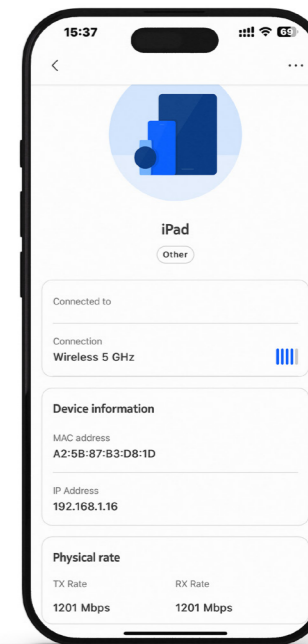 15:37
69
iPad
Other
Connected to
Connection
Wireless 5 GHz
Device information
MAC address
A2:5B:87:B3:D8:1D
IP Address
192.168.1.16
Physical rate
TX Rate RX Rate
1201 Mbps 1201 Mbps